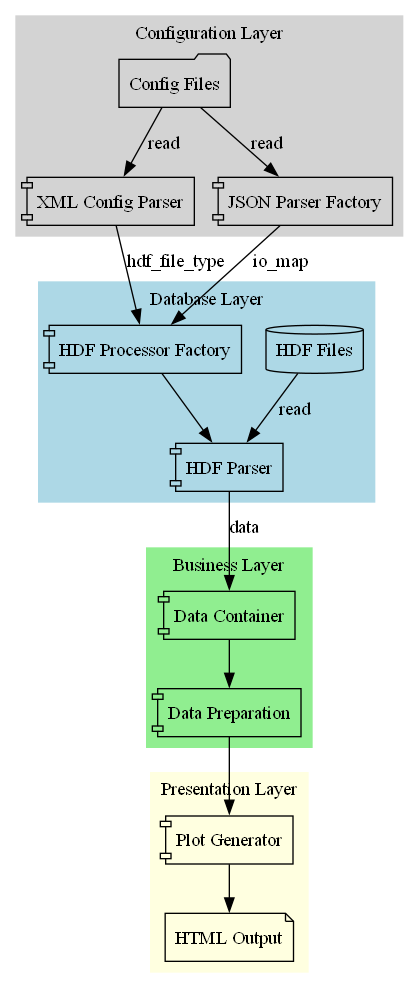 Configuration Layer
Config Files
read
read
XML Config Parser
JSON Parser Factory
hdf_file_type
io_map
Database Layer
HDF Processor Factory
HDF Files
read
HDF Parser
data
Business Layer
Data Container
Data Preparation
Presentation Layer
Plot Generator
HTML Output